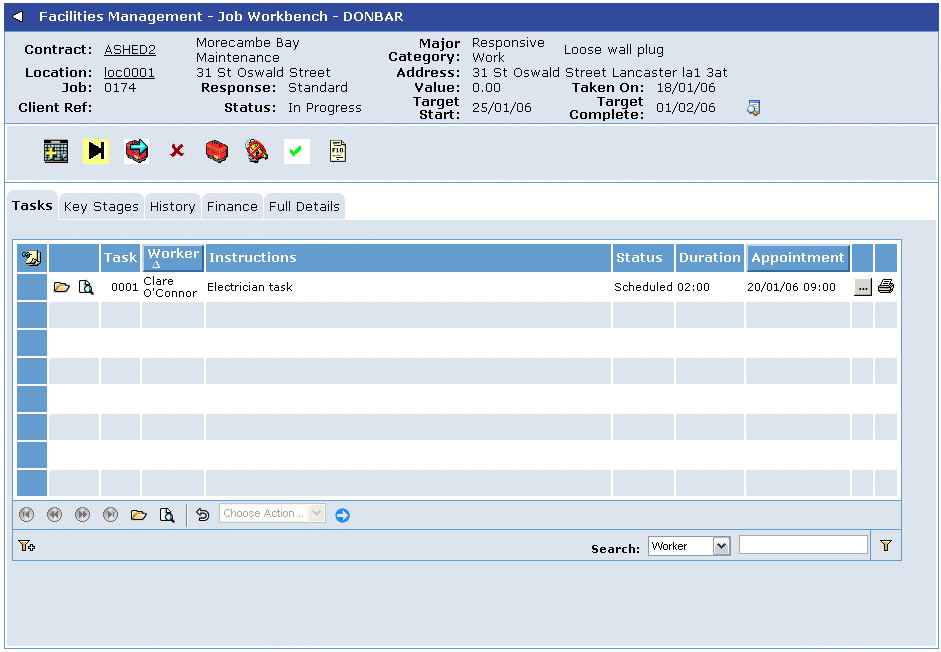 Facilities Management - Job Workbench - DONBAR
Contract: ASHED2 Morecambe Bay Maintenance Major Category: Responsive Work Loose wall plug
Location: loc0001 31 St Oswald Street Address: 31 St Oswald Street Lancaster la1 3at
Job: 0174 Response: Standard Value: 0.00 Taken On: 18/01/06
Client Ref: Status: In Progress Target Start: 25/01/06 Target Complete: 01/02/06
F10
Tasks Key Stages History Finance Full Details
Task Worker Instructions Status Duration Appointment
0001 Clare O'Connor Electrician task Scheduled 02:00 20/01/06 09:00 ...
Choose Action ..
Search: Worker